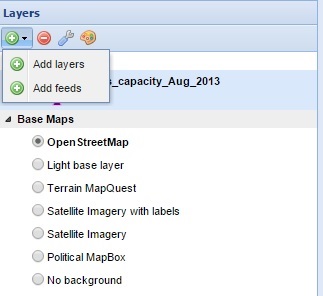 Layers
Add layers
s_capacity_Aug_2013
Add feeds
Base Maps
OpenStreetMap
Light base layer
Terrain MapQuest
Satellite Imagery with labels
Satellite Imagery
Political MapBox
No background